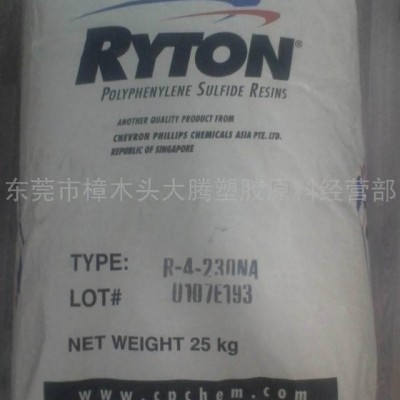 RYTON®
POLYPHENYLENE SULFIDE RESINS
ANOTHER QUALITY PRODUCT FROM
CHEVRON PHILLIPS CHEMICALS ASIA PTE. LTD.
REPUBLIC OF SINGAPORE
东莞市樟木头大腾塑胶原料经营部
TYPE: R-4-230NA
LOT# 0107E193
NET WEIGHT 25 kg
www.cpchem.com